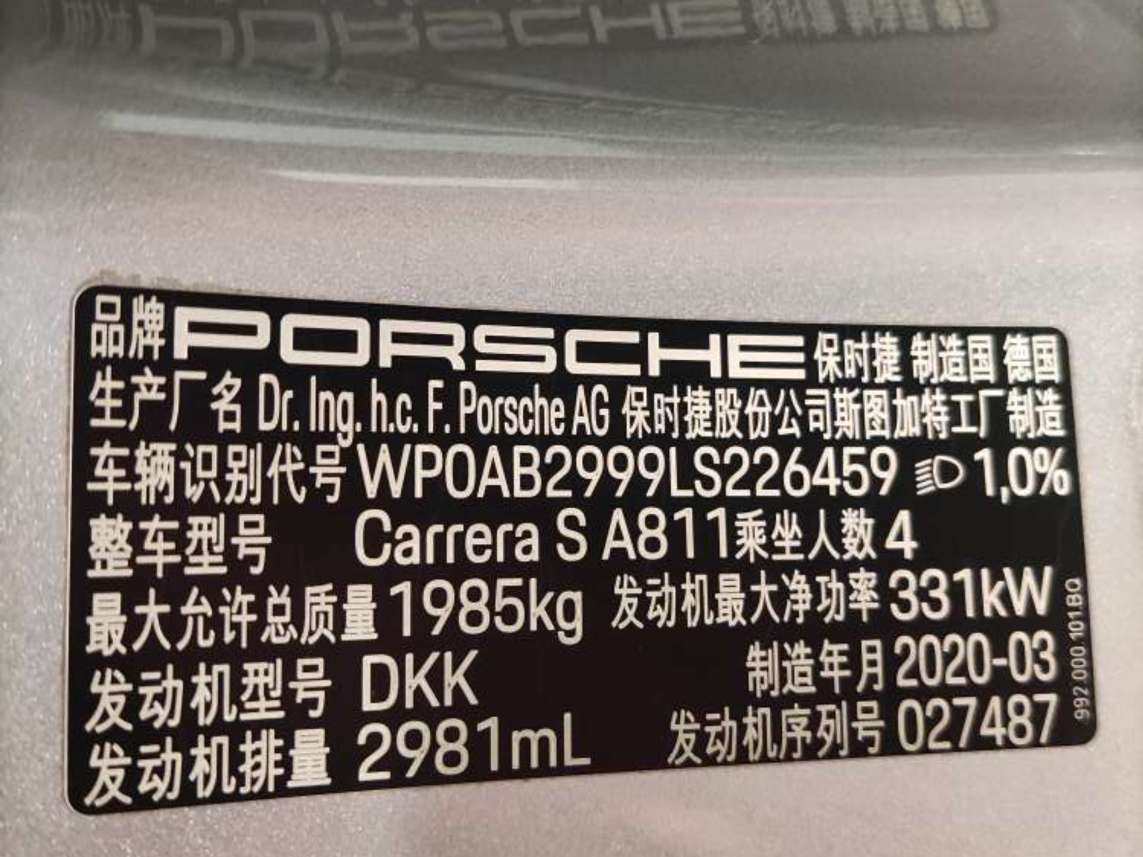 品牌 PORSCHE 保时捷 制造国 德国
生产厂名 Dr. Ing. h.c. F. Porsche AG 保时捷股份公司斯图加特工厂制造
车辆识别代号 WP0AB2999LS226459 1,0%
整车型号 Carrera S A811 乘坐人数 4
最大允许总质量 1985kg 发动机最大净功率 331kW
发动机型号 DKK 制造年月 2020-03
发动机排量 2981mL 发动机序列号 027487
992 000 101BQ